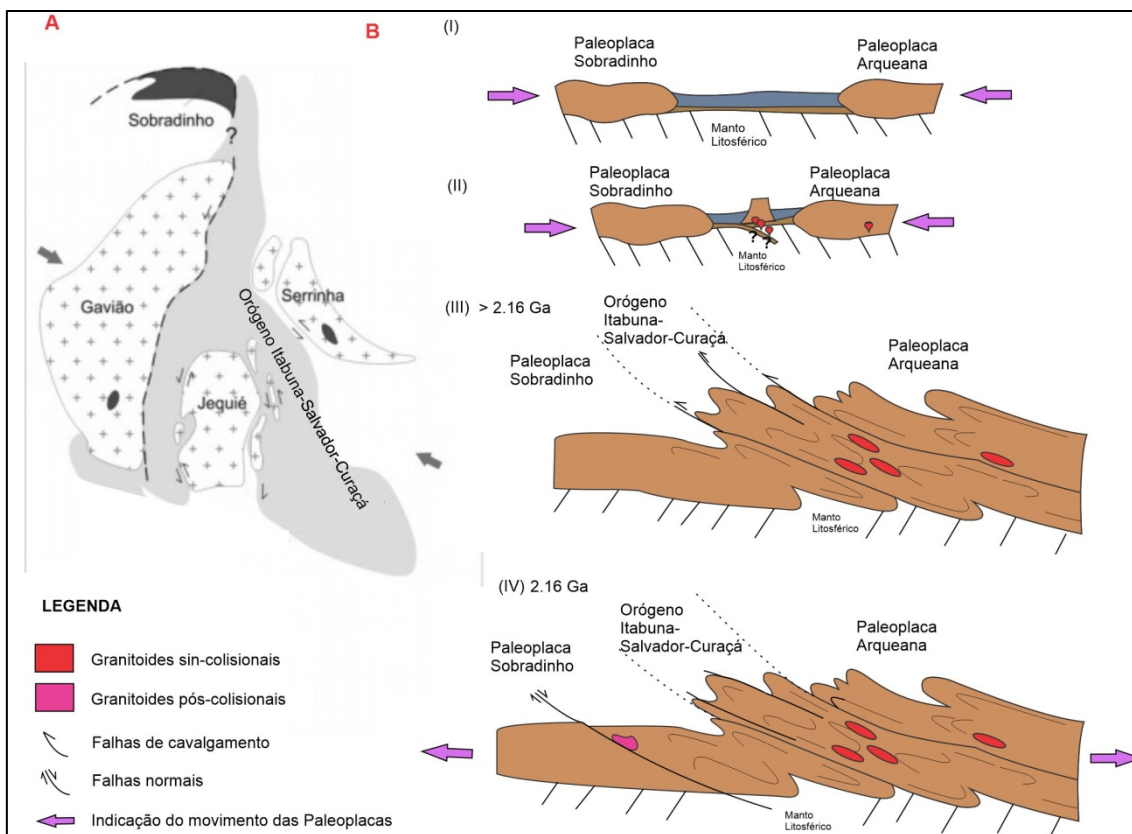 A
B
Sobradinho
?
Gavião
Serrinha
Jequié
Orógeno Itabuna-Salvador-Curaçá
LEGENDA
Granitoides sin-colisionais
Granitoides pós-colisionais
Falhas de cavalgamento
Falhas normais
Indicação do movimento das Paleoplacas
(I)
Paleoplaca
Sobradinho
Paleoplaca
Arqueana
Manto
Litosférico
(II)
Paleoplaca
Sobradinho
Paleoplaca
Arqueana
? ?
Manto
Litosférico
(III) > 2.16 Ga
Orógeno
Itabuna-
Salvador-Curaçá
Paleoplaca
Sobradinho
Paleoplaca
Arqueana
Manto
Litosférico
(IV) 2.16 Ga
Orógeno
Itabuna-
Salvador-Curaçá
Paleoplaca
Sobradinho
Paleoplaca
Arqueana
Manto
Litosférico